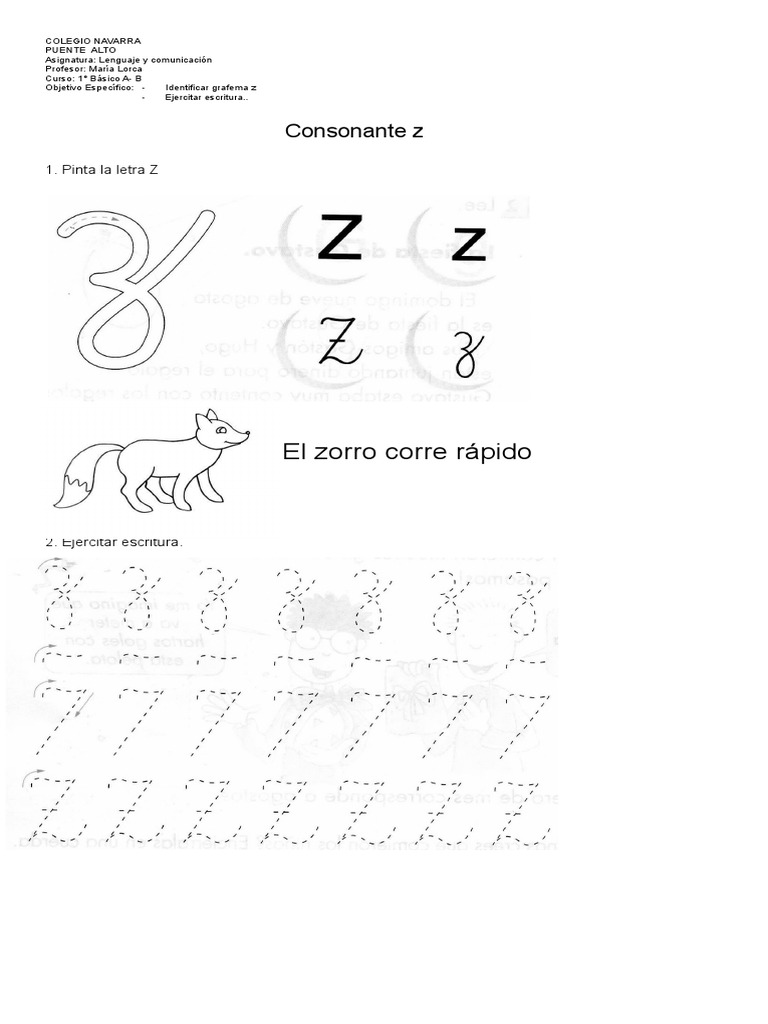 COLEGIO NAVARRA
PUENTE ALTO
Asignatura: Lenguaje y comunicación
Profesor: María Lorca
Curso: 1° Básico A- B
Objetivo Específico: - Identificar grafema z
- Ejercitar escritura..
Consonante z
1. Pinta la letra Z
z
Z z
Z z
El zorro corre rápido
2. Ejercitar escritura.
z z z z z z z
Z Z Z Z Z Z Z